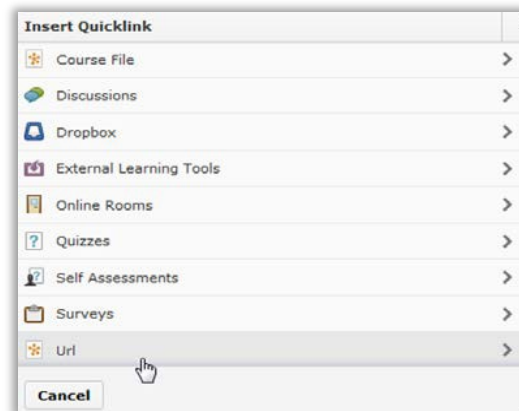 Insert Quicklink
Course File
Discussions
Dropbox
External Learning Tools
Online Rooms
Quizzes
Self Assessments
Surveys
Url
Cancel